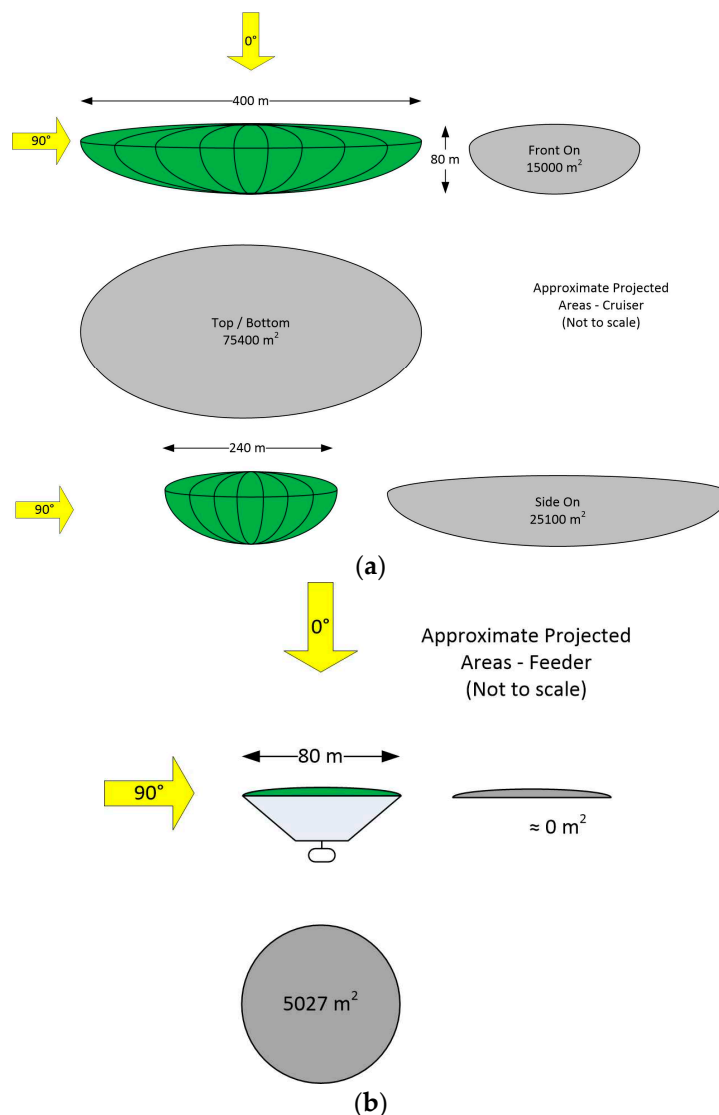 0°
400 m
90°
80 m
Front On
15000 m²
Top / Bottom
75400 m²
Approximate Projected
Areas - Cruiser
(Not to scale)
240 m
90°
Side On
25100 m²
(a)
0°
Approximate Projected
Areas - Feeder
(Not to scale)
80 m
90°
≈ 0 m²
5027 m²
(b)